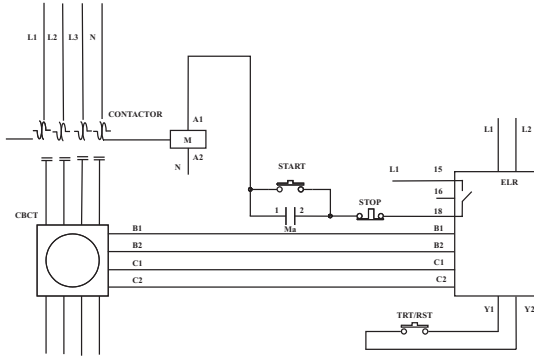 L1 L2 L3 N
CONTACTOR
A1
M
A2
N
L1 L2
START
L1 15
ELR
16
STOP
1 2
18
Ma
CBCT
B1 B1
B2 B2
C1 C1
C2 C2
TRT/RST
Y1 Y2